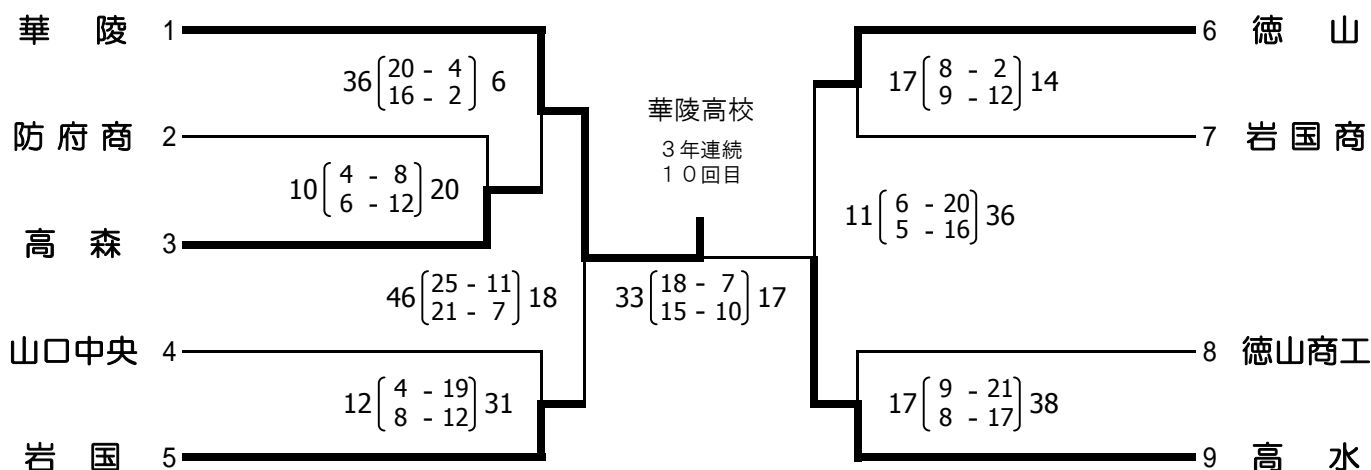 華 陵 1
36 20 - 4 6
16 - 2
防 府 商 2
10 4 - 8 20
6 - 12
高 森 3
46 25 - 11 18
21 - 7
山口中央 4
12 4 - 19 31
8 - 12
岩 国 5
華陵高校
3年連続
10回目
33 18 - 7 17
15 - 10
6 徳 山
17 8 - 2 14
9 - 12
7 岩 国 商
11 6 - 20 36
5 - 16
8 徳山商工
17 9 - 21 38
8 - 17
9 高 水